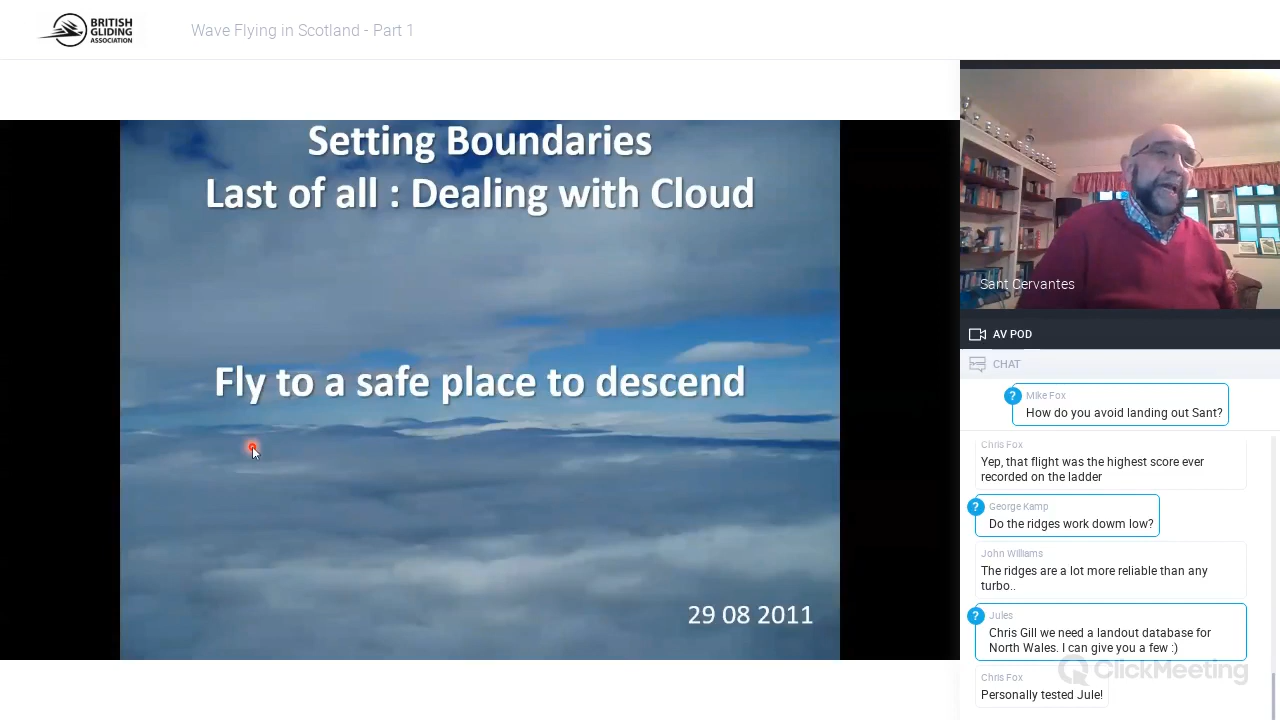 BRITISH
GLIDING
ASSOCIATION
Wave Flying in Scotland - Part 1
Setting Boundaries
Last of all : Dealing with Cloud
Fly to a safe place to descend
29 08 2011
Sant Cervantes
AV POD
CHAT
?
Mike Fox
How do you avoid landing out Sant?
Chris Fox
Yep, that flight was the highest score ever
recorded on the ladder
?
George Kamp
Do the ridges work dowm low?
John Williams
The ridges are a lot more reliable than any
turbo..
?
Jules
Chris Gill we need a landout database for
North Wales. I can give you a few :)
ClickMeeting
Chris Fox
Personally tested Jule!